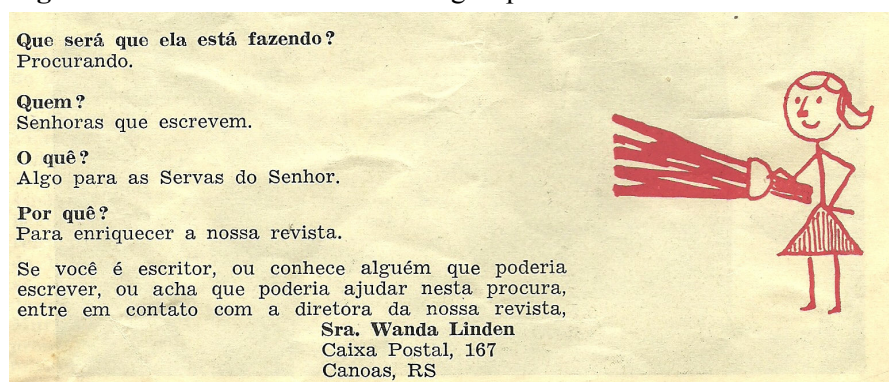 Que será que ela está fazendo?
Procurando.
Quem?
Senhoras que escrevem.
O quê?
Algo para as Servas do Senhor.
Por quê?
Para enriquecer a nossa revista.
Se você é escritor, ou conhece alguém que poderia
escrever, ou acha que poderia ajudar nesta procura,
entre em contato com a diretora da nossa revista,
Sra. Wanda Linden
Caixa Postal, 167
Canoas, RS